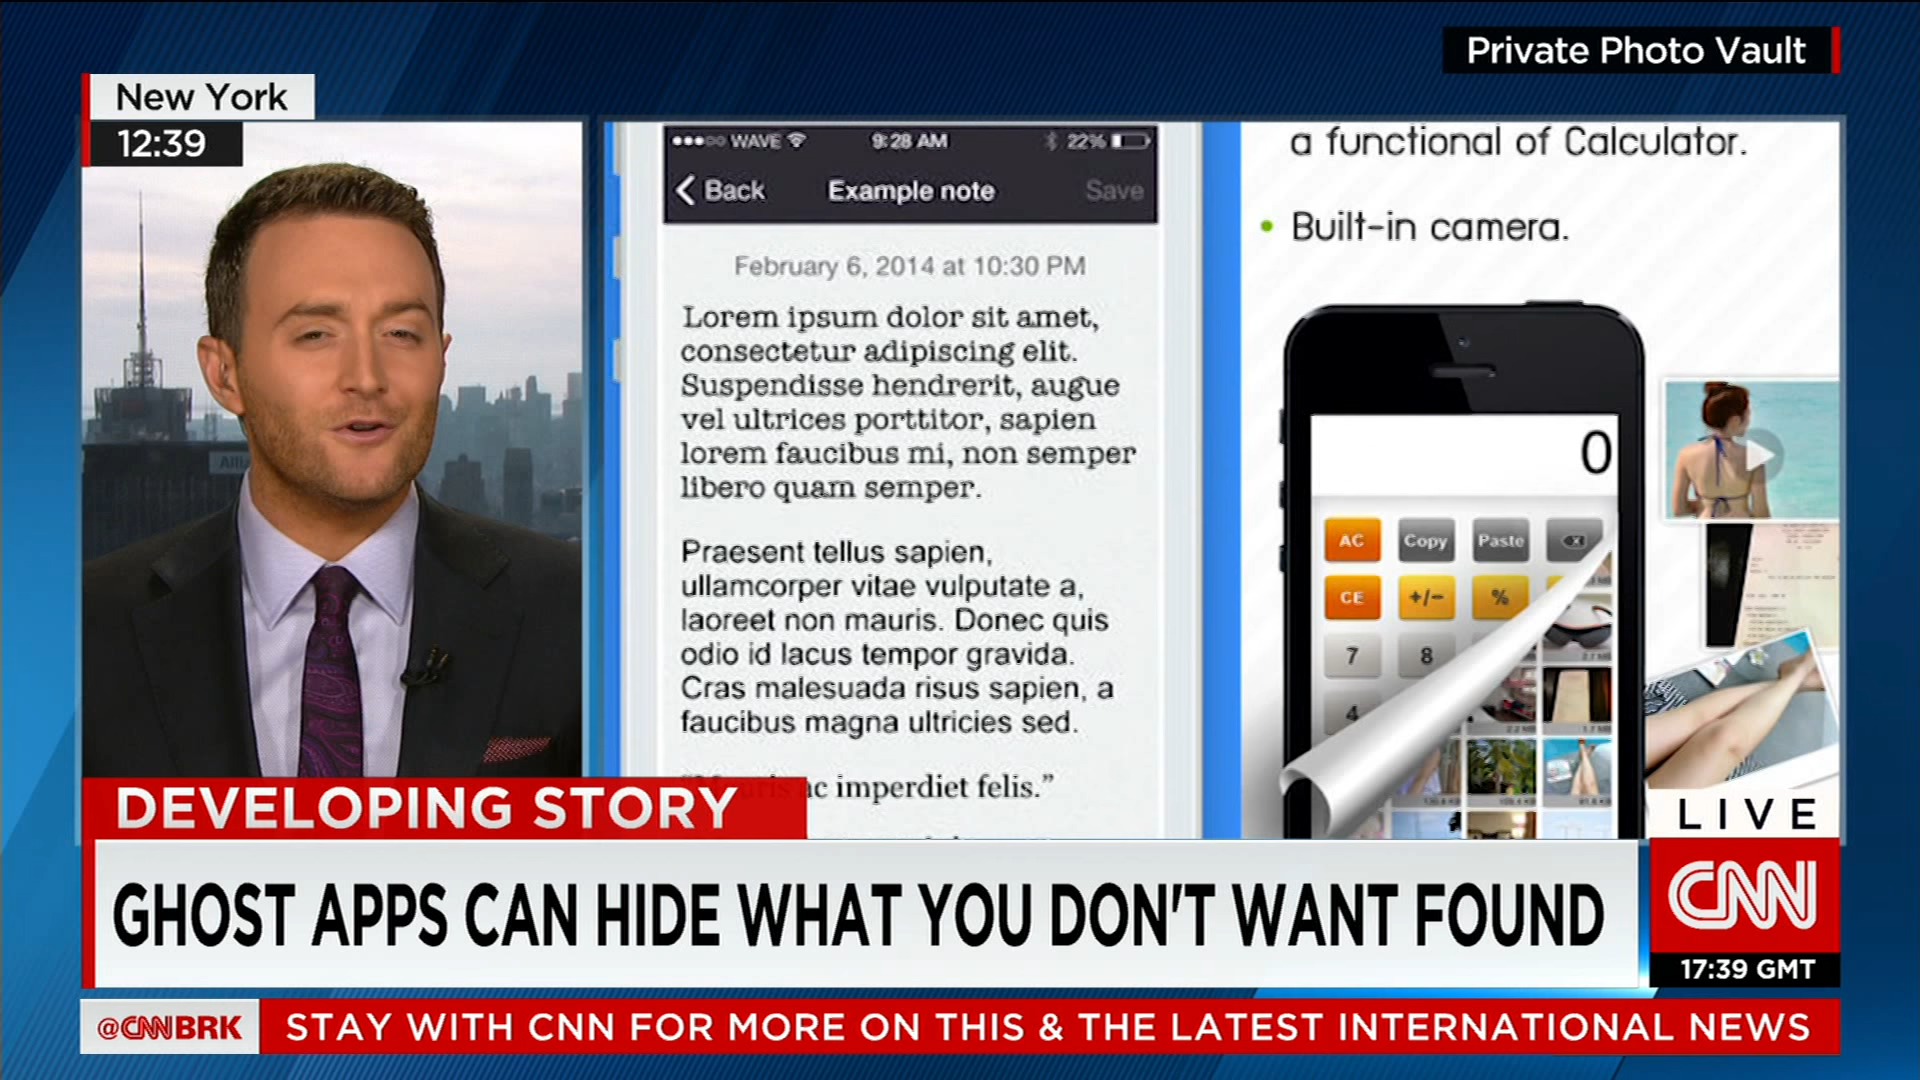 Private Photo Vault
New York
12:39
WAVE 9:28 AM 22%
Back Example note Save
February 6, 2014 at 10:30 PM
Lorem ipsum dolor sit amet,
consectetur adipiscing elit.
Suspendisse hendrerit, augue
vel ultrices porttitor, sapien
lorem faucibus mi, non semper
libero quam semper.
Praesent tellus sapien,
ullamcorper vitae vulputate a,
laoreet non mauris. Donec quis
odio id lacus tempor gravida.
Cras malesuada risus sapien, a
faucibus magna ultricies sed.
ac imperdiet felis.”
a functional of Calculator.
• Built-in camera.
0
AC Copy Paste
CE +/- %
7 8
4
DEVELOPING STORY
GHOST APPS CAN HIDE WHAT YOU DON'T WANT FOUND
LIVE
CNN
17:39 GMT
@CNNBRK STAY WITH CNN FOR MORE ON THIS & THE LATEST INTERNATIONAL NEWS